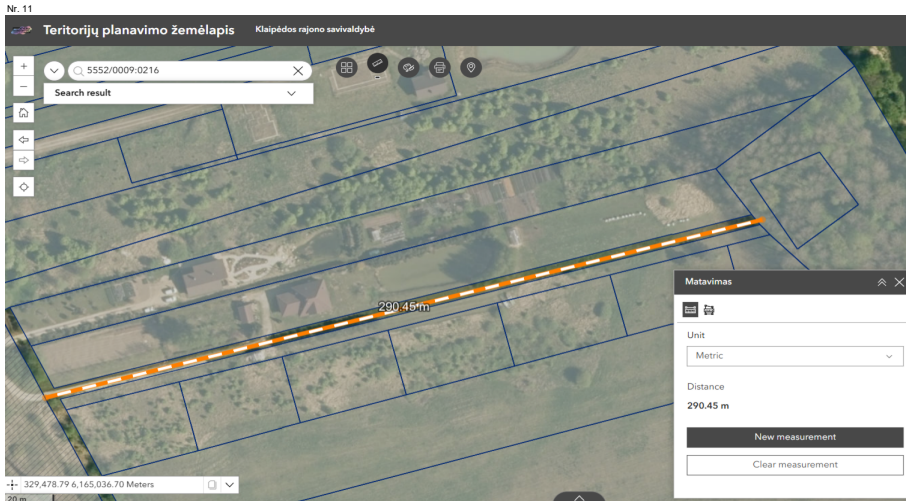 Nr. 11
Teritorijų planavimo žemėlapis Klaipėdos rajono savivaldybė
5552/0009:0216
Search result
290.45 m
Matavimas
Unit
Metric
Distance
290.45 m
New measurement
Clear measurement
329,478.79 6,165,036.70 Meters
20 m